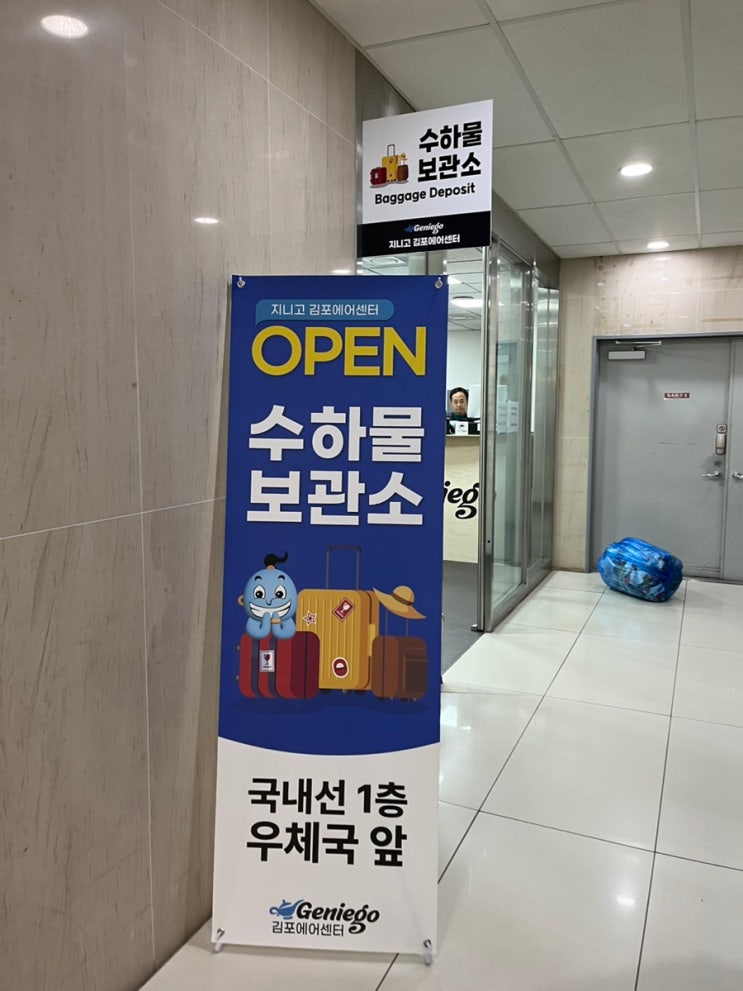 수하물
보관소
Baggage Deposit
Geniego
지니고 김포에어센터
지니고 김포에어센터
OPEN
수하물
보관소
국내선 1층
우체국 앞
Geniego
김포에어센터
ieg